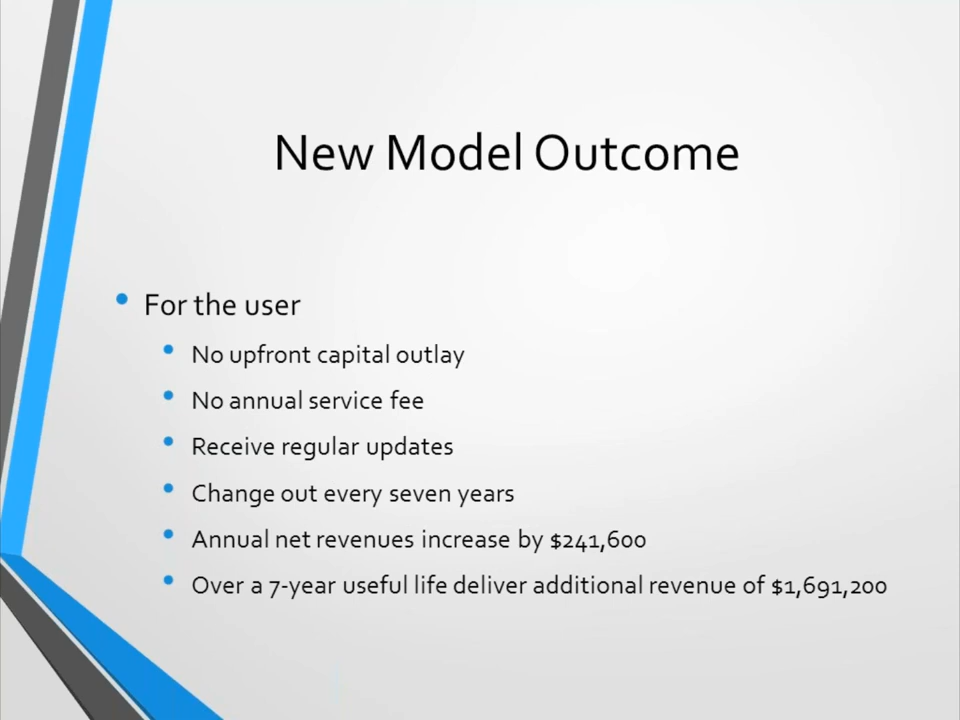 New Model Outcome
• For the user
• No upfront capital outlay
• No annual service fee
• Receive regular updates
• Change out every seven years
• Annual net revenues increase by $241,600
• Over a 7-year useful life deliver additional revenue of $1,691,200